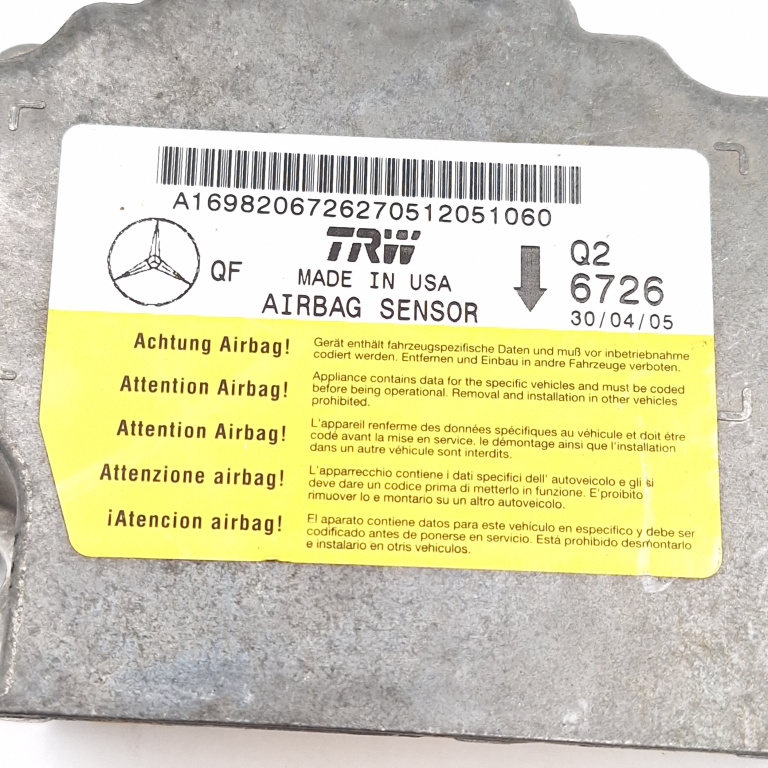 A1698206726270512051060
TRW
QF
MADE IN USA
AIRBAG SENSOR
Q2
6726
30/04/05
Achtung Airbag!
Gerät enthält fahrzeugspezifische Daten und muß vor inbetriebnahme
codiert werden. Entfernen und Einbau in andre Fahrzeuge verboten.
Attention Airbag!
Appliance contains data for the specific vehicles and must be coded
before being operational. Removal and installation in other vehicles
prohibited.
Attention Airbag!
L'appareil renferme des données spécifiques au véhicule et doit étre
codé avant la mise en service. le démontage ainsi que l'installation
dans un autre véhicule sont interdits.
Attenzione airbag!
L'apparrecchio contiene i dati specifici dell' autoveicolo e gli si
deve dare un codice prima di metterlo in funzione. E'proibito
rimuover lo e montario su un altro autoveicolo.
¡Atencion airbag!
El aparato contiene datos para este vehículo en especifico y debe ser
codificado antes de ponerse en servicio. Está prohibido desmontarlo
e instalario en otris vehiculos.